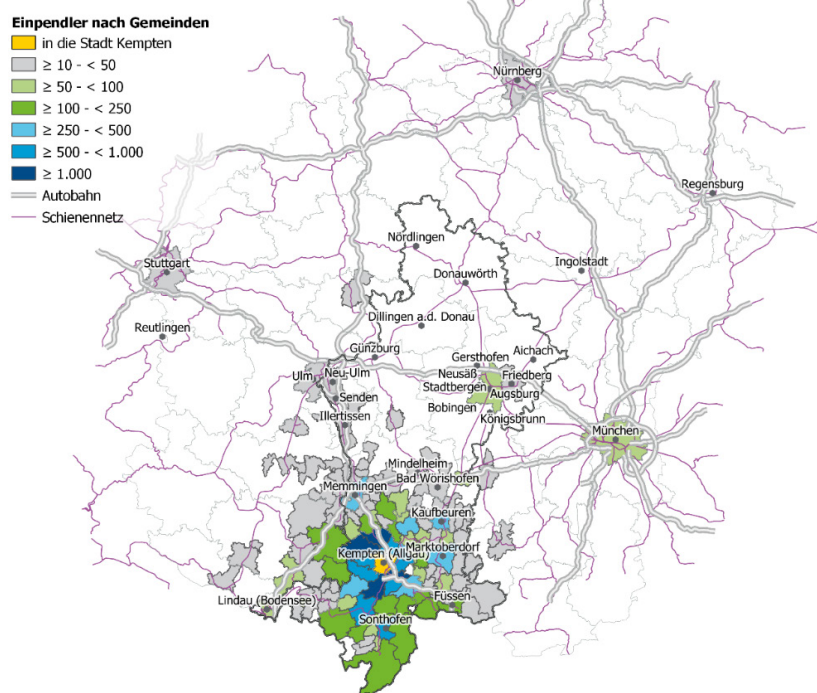 Einpendler nach Gemeinden
in die Stadt Kempten
≥ 10 - < 50
≥ 50 - < 100
≥ 100 - < 250
≥ 250 - < 500
≥ 500 - < 1.000
≥ 1.000
Autobahn
Schienennetz
Nürnberg
Regensburg
Nördlingen
Stuttgart
Ingolstadt
Donauwörth
Dillingen a.d. Donau
Reutlingen
Günzburg
Gersthofen
Aichach
Ulm
Neu-Ulm
Neusäß
Friedberg
Stadtbergen
Augsburg
Senden
Bobingen
Illertissen
Königsbrunn
München
Mindelheim
Bad Wörishofen
Memmingen
Kaufbeuren
Kempten (Allgäu)
Marktoberdorf
Lindau (Bodensee)
Füssen
Sonthofen